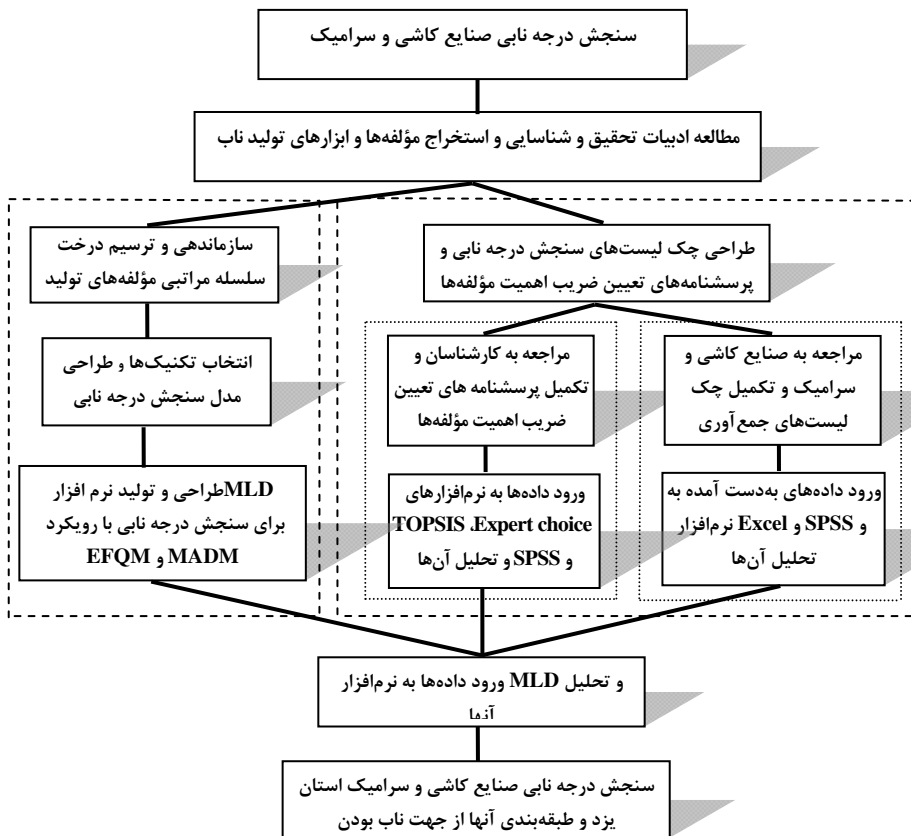 سنجش درجه نابی صنایع کاشی و سرامیک
مطالعه ادبیات تحقیق و شناسایی و استخراج مؤلفه‌ها و ابزارهای تولید ناب
طراحی چک لیست‌های سنجش درجه نابی و
پرسشنامه‌های تعیین ضریب اهمیت مؤلفه‌ها
مراجعه به صنایع کاشی و
سرامیک و تکمیل چک
لیست‌های جمع‌آوری
ورود داده‌های به‌دست آمده به
نرم‌افزار Excel و SPSS و
تحلیل آن‌ها
مراجعه به کارشناسان و
تکمیل پرسشنامه های تعیین
ضریب اهمیت مؤلفه‌ها
ورود داده‌ها به نرم‌افزارهای
TOPSIS ،Expert choice
و SPSS و تحلیل آن‌ها
سازماندهی و ترسیم درخت
سلسله مراتبی مؤلفه‌های تولید
انتخاب تکنیک‌ها و طراحی
مدل سنجش درجه نابی
طراحی و تولید نرم افزار MLD
برای سنجش درجه نابی با رویکرد
MADM و EFQM
ورود داده‌ها به نرم‌افزار MLD و تحلیل
آنها
سنجش درجه نابی صنایع کاشی و سرامیک استان
یزد و طبقه‌بندی آنها از جهت ناب بودن